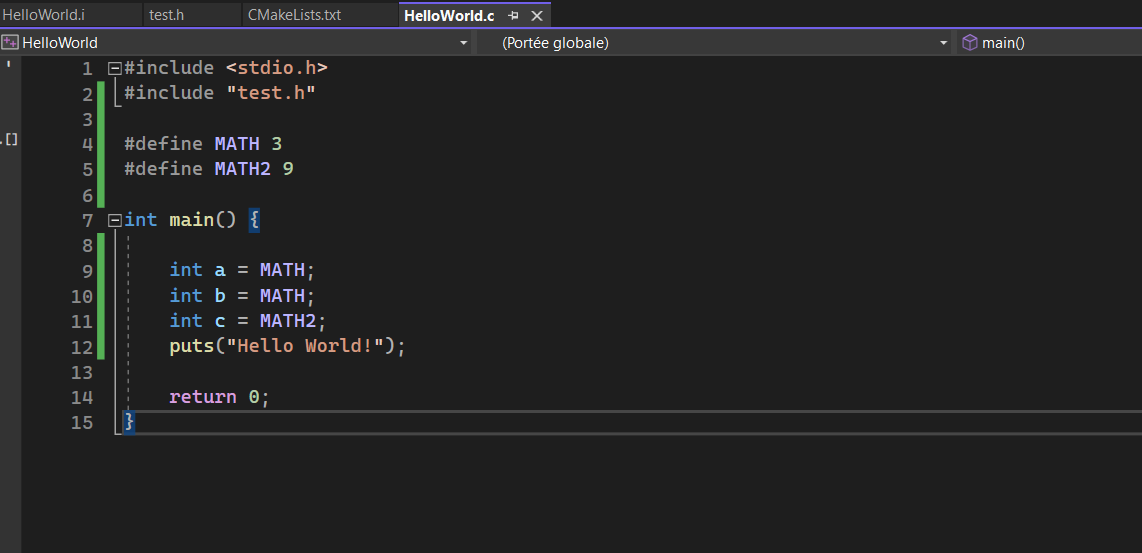 HelloWorld.i test.h CMakeLists.txt HelloWorld.c
HelloWorld (Portée globale) main()
1 #include <stdio.h>
2 #include "test.h"
3
4 #define MATH 3
5 #define MATH2 9
6
7 int main() {
8
9 int a = MATH;
10 int b = MATH;
11 int c = MATH2;
12 puts("Hello World!");
13
14 return 0;
15 }